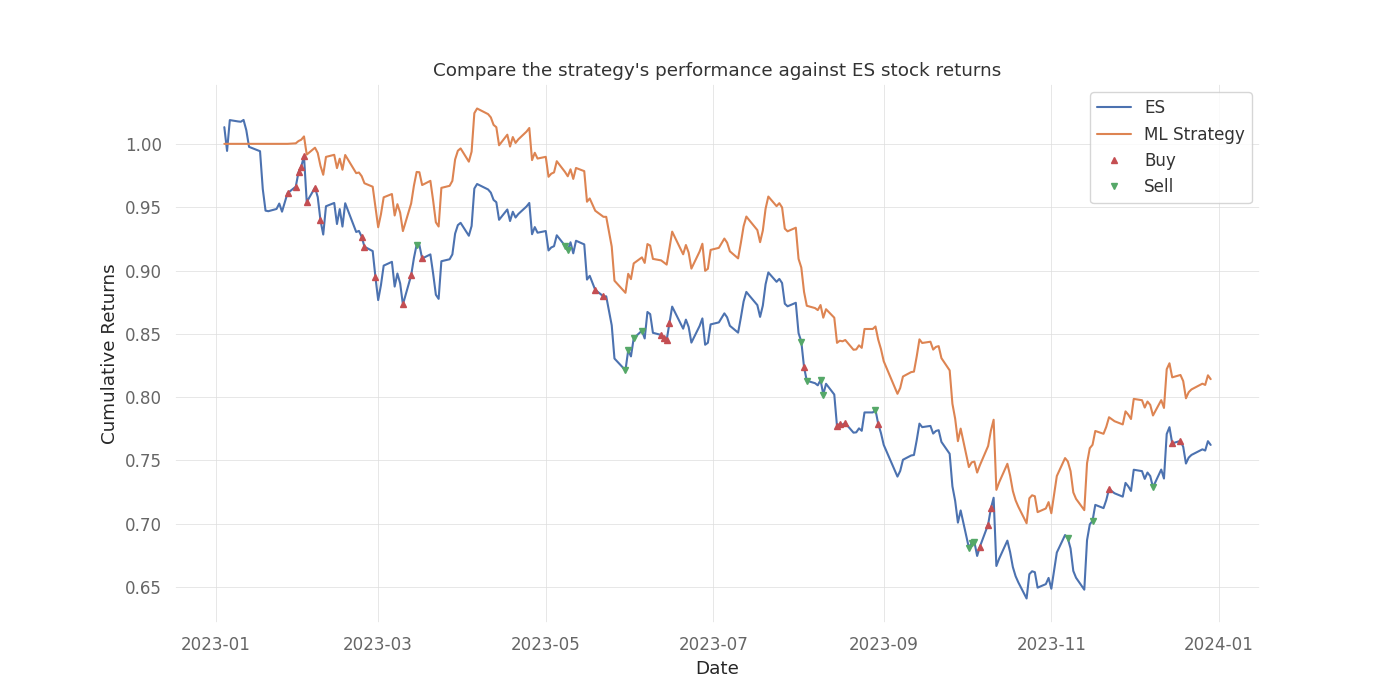 Compare the strategy's performance against ES stock returns
ES
ML Strategy
Buy
Sell
Cumulative Returns
1.00
0.95
0.90
0.85
0.80
0.75
0.70
0.65
2023-01
2023-03
2023-05
2023-07
2023-09
2023-11
2024-01
Date